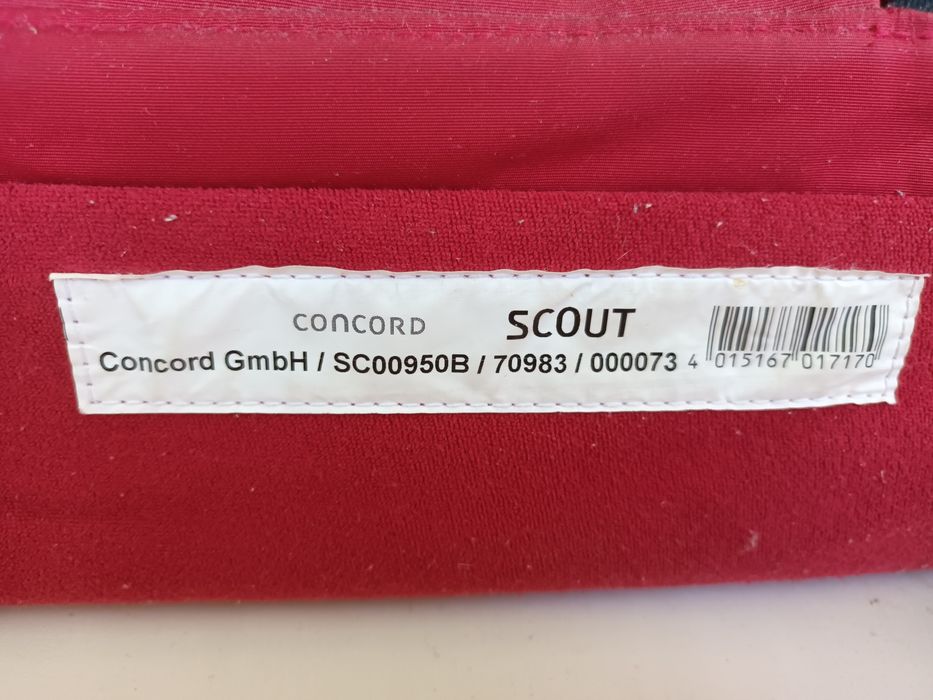 CONCORD SCOUT
Concord GmbH / SC00950B / 70983 / 000073 4 015167 017170